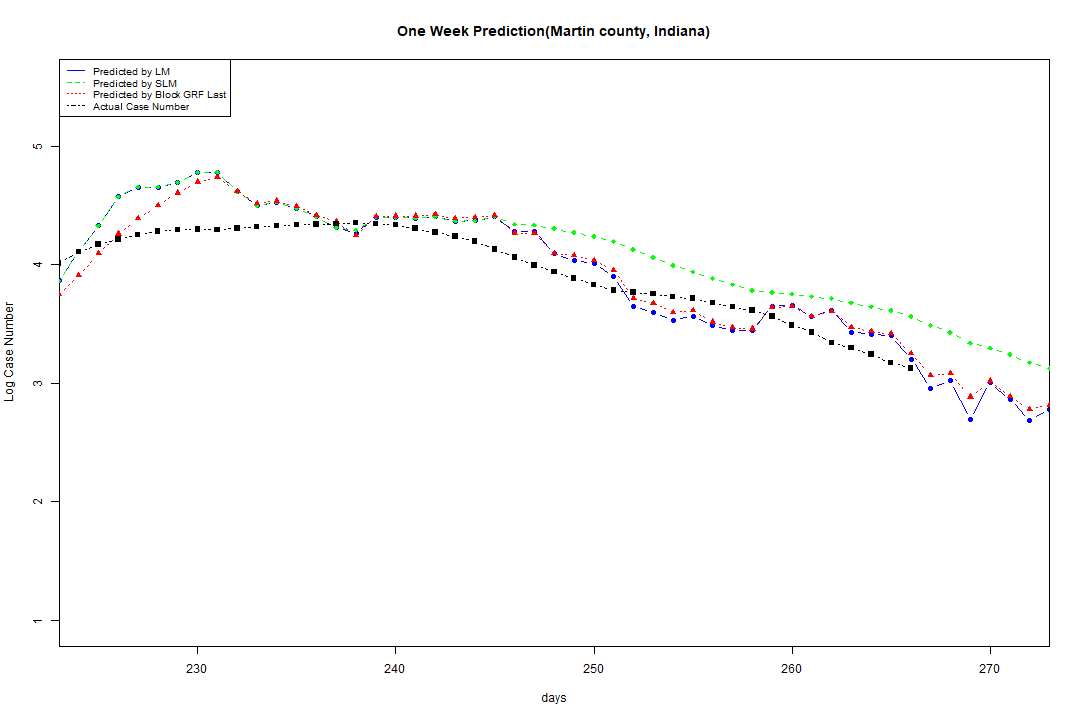 One Week Prediction(Martin county, Indiana)
Predicted by LM
Predicted by SLM
Predicted by Block GRF Last
Actual Case Number
5
4
3
2
1
Log Case Number
230 240 250 260 270
days